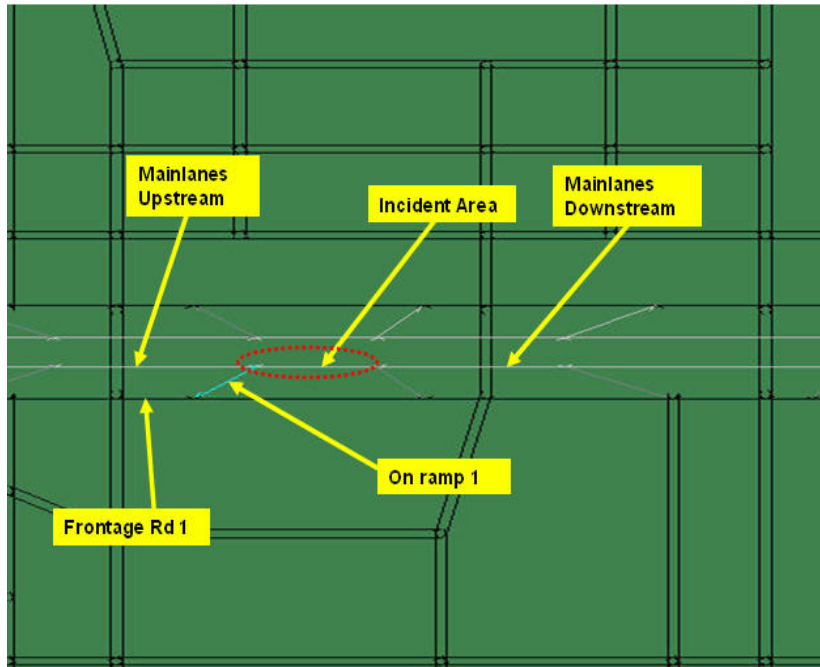 Mainlanes
Upstream
Incident Area
Mainlanes
Downstream
On ramp 1
Frontage Rd 1